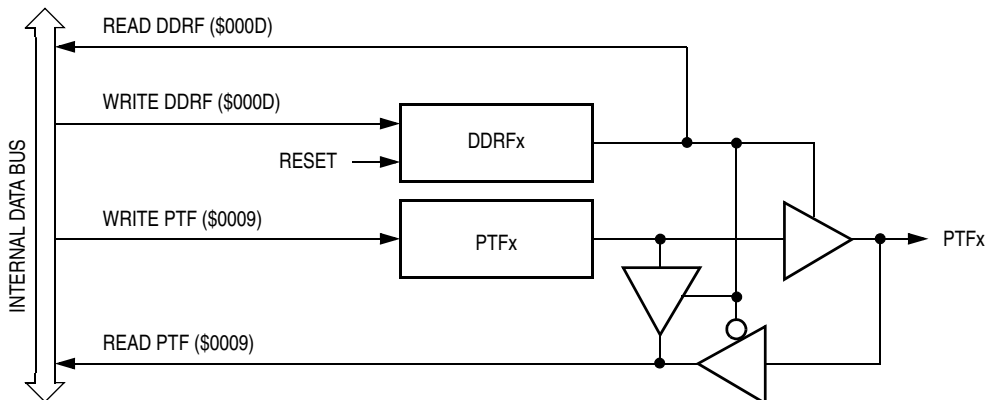 READ DDRF ($000D)
WRITE DDRF ($000D)
DDRFx
RESET
INTERNAL DATA BUS
WRITE PTF ($0009)
PTFx
PTFx
READ PTF ($0009)